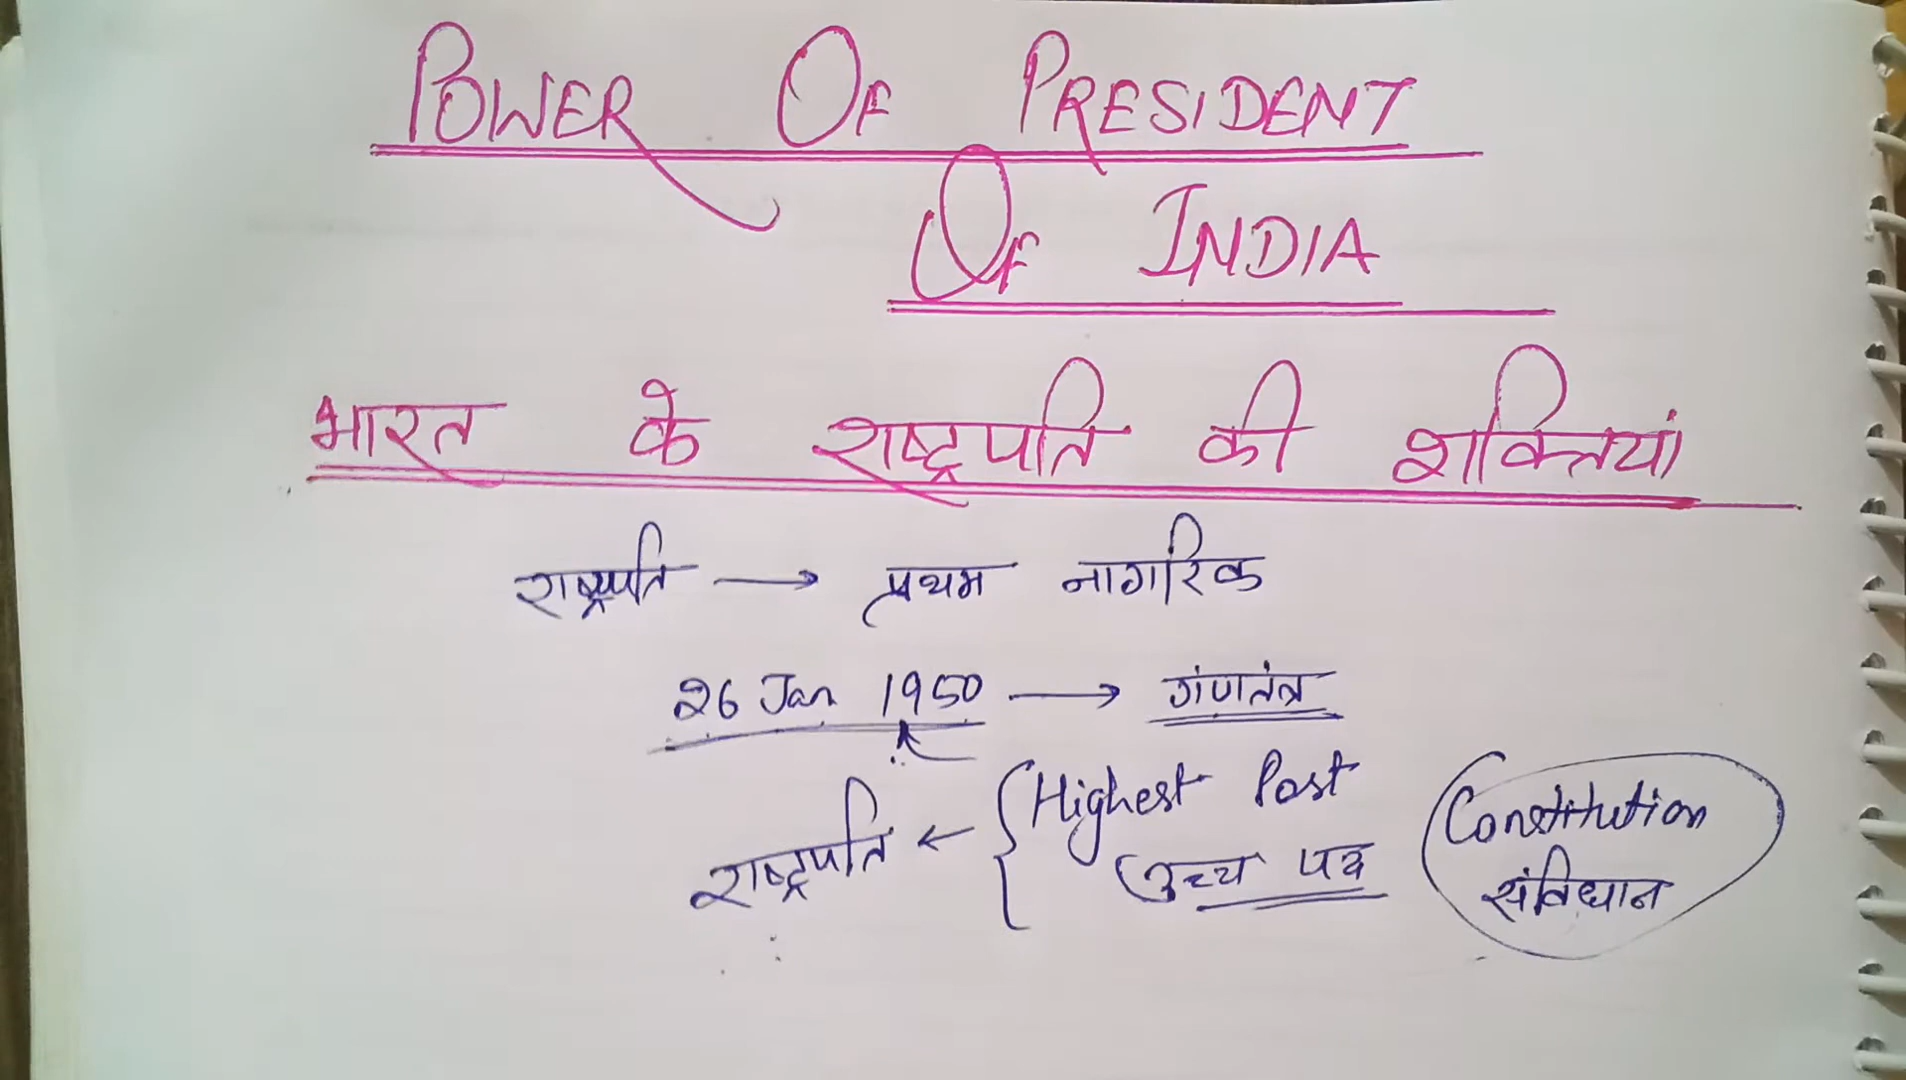 POWER OF PRESIDENT
OF INDIA
भारत के राष्ट्रपति की शक्तियां
राष्ट्रपति → प्रथम नागरिक
26 Jan 1950 → गंणतंत्र
राष्ट्रपति ← { Highest Post
उच्च पद
Constitution
संविधान